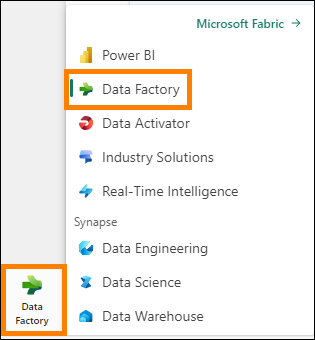 Microsoft Fabric →
Power BI
Data Factory
Data Activator
Industry Solutions
Real-Time Intelligence
Synapse
Data Engineering
Data Science
Data Warehouse
Data
Factory